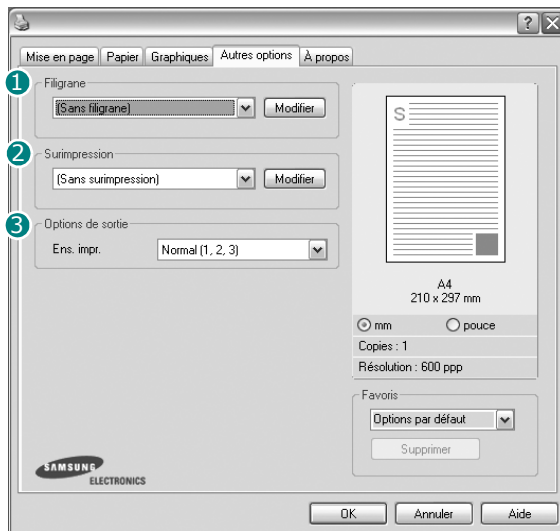 ? X
Mise en page Papier Graphiques Autres options À propos
1 Filigrane
(Sans filigrane) Modifier
2 Surimpression
(Sans surimpression) Modifier
3 Options de sortie
Ens. impr. Normal (1, 2, 3)
S
A4
210 x 297 mm
mm pouce
Copies : 1
Résolution : 600 ppp
Favoris
Options par défaut
Supprimer
SAMSUNG
ELECTRONICS
OK Annuler Aide